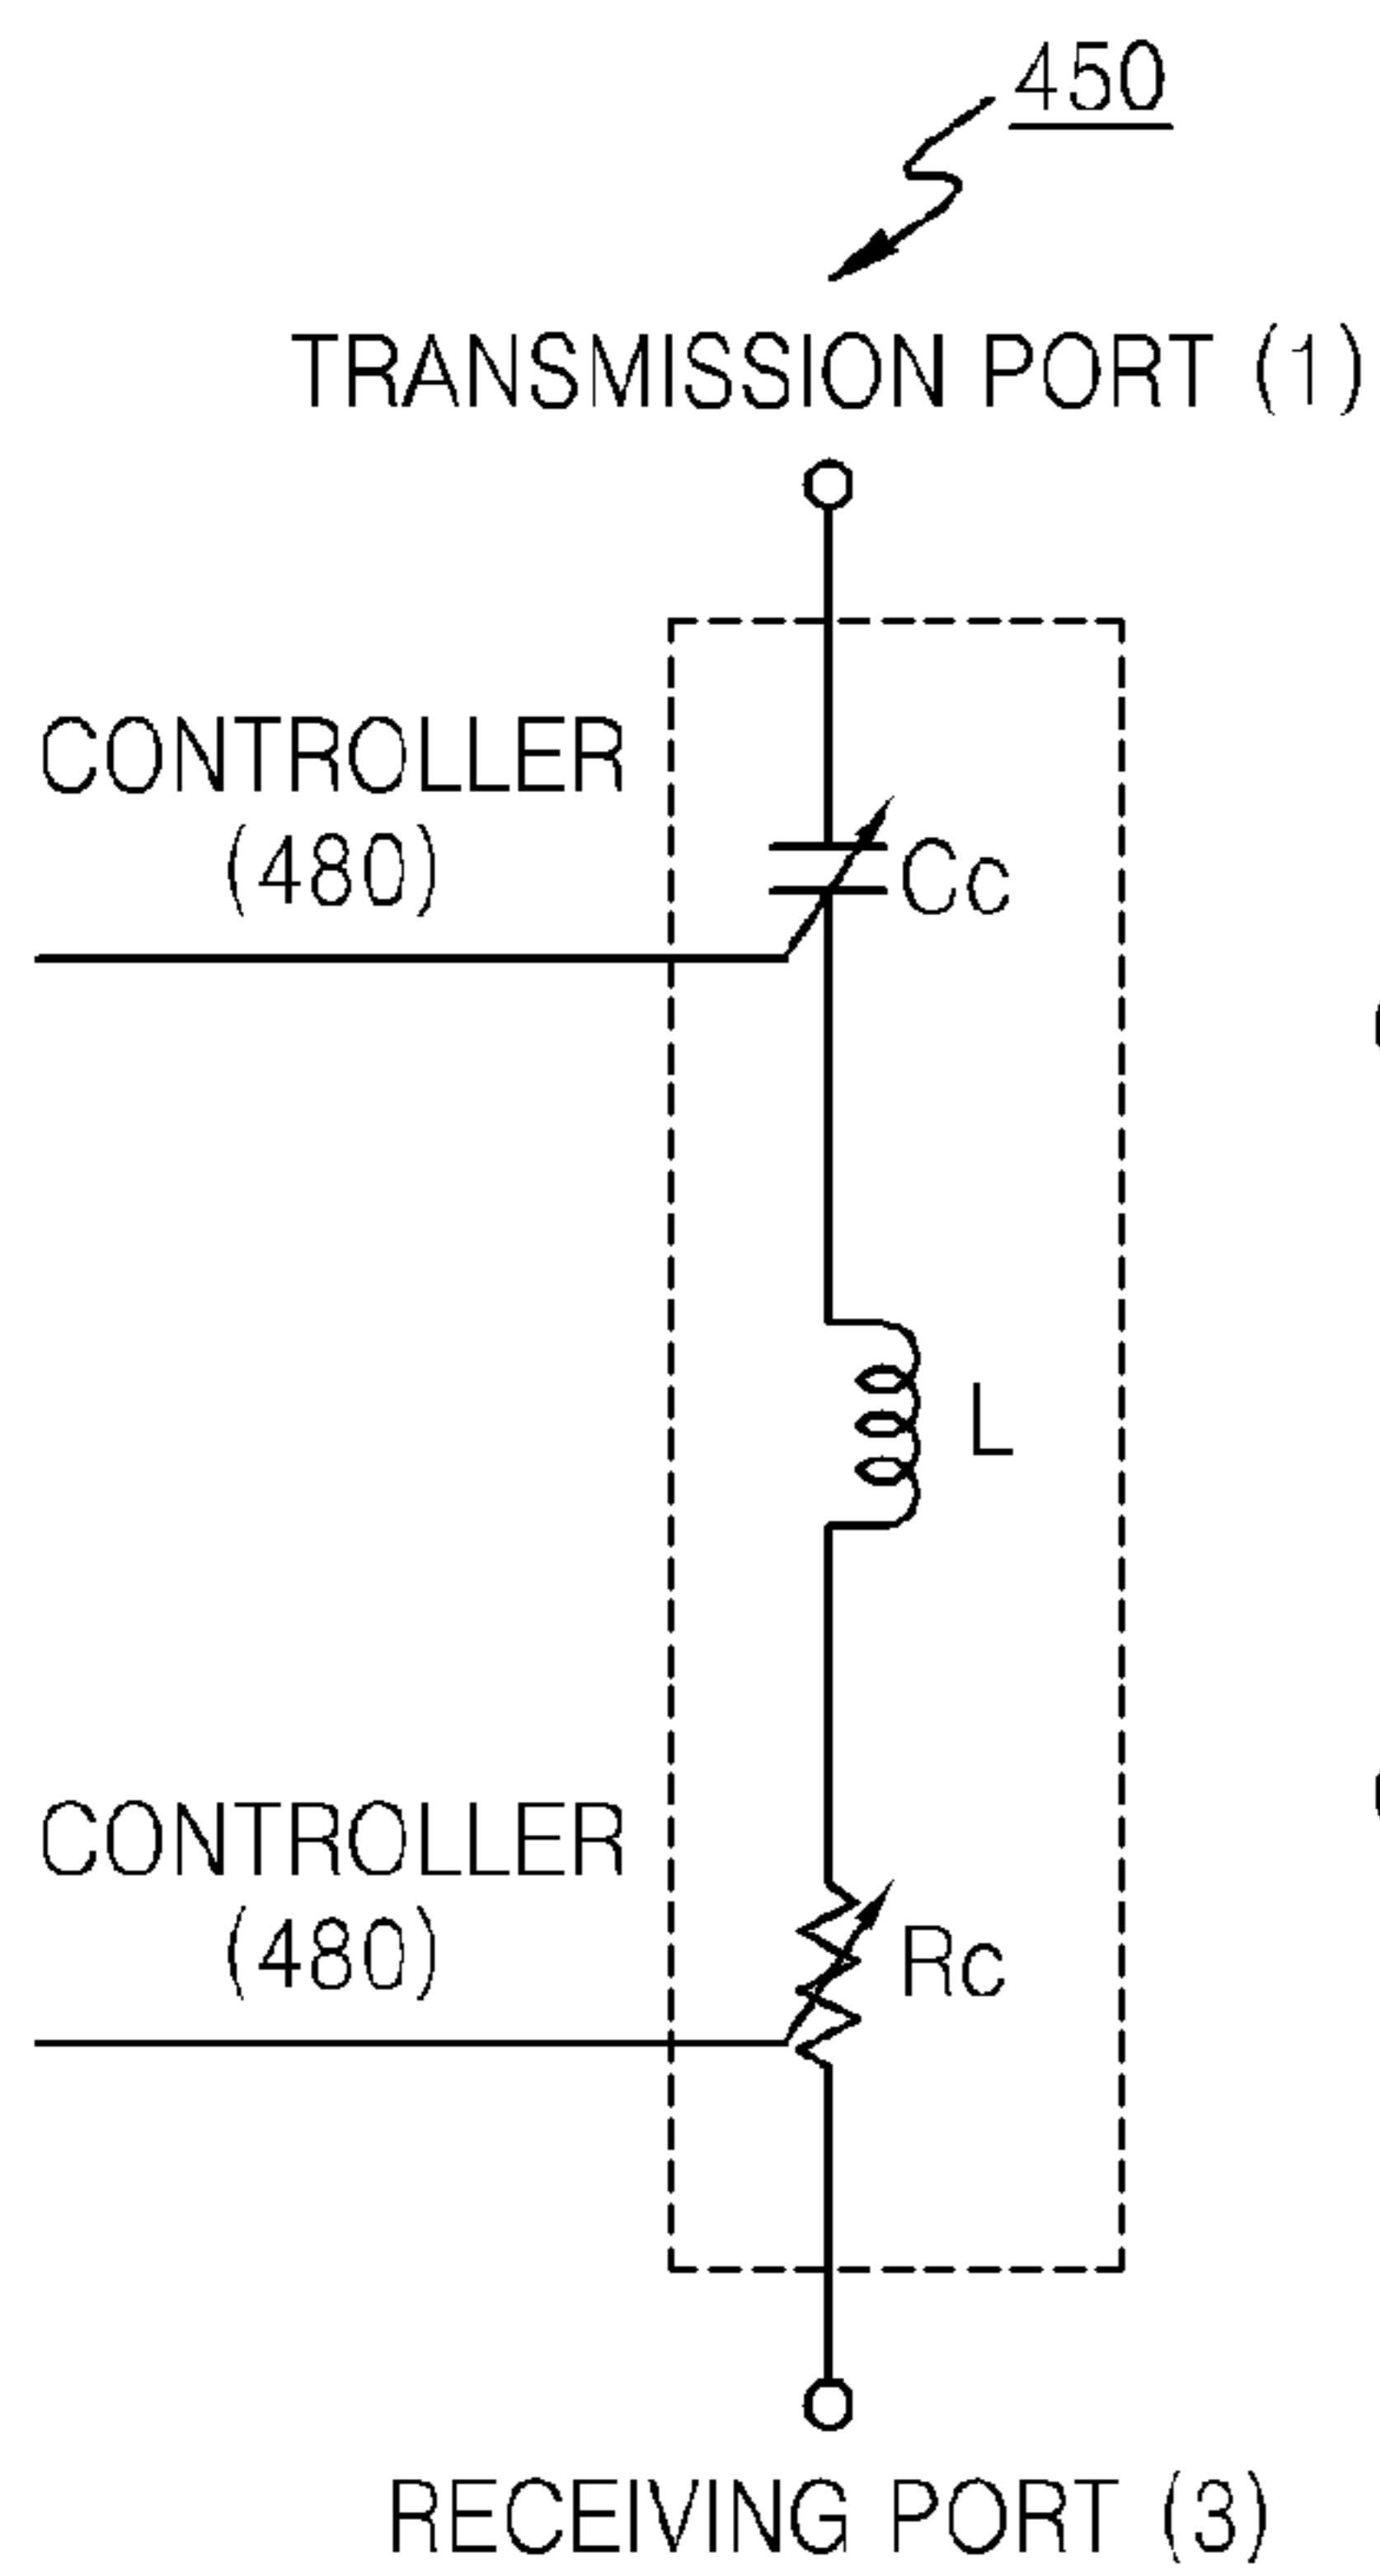 450
TRANSMISSION PORT (1)
CONTROLLER
(480)
Cc
L
CONTROLLER
(480)
Rc
RECEIVING PORT (3)